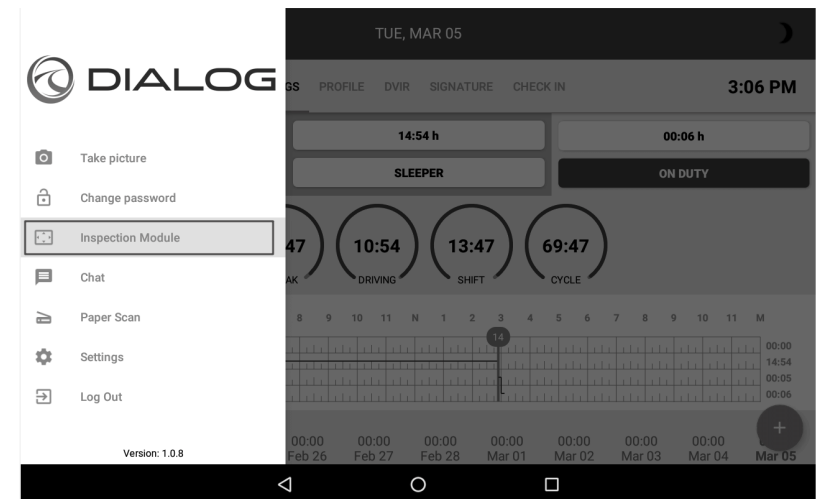 TUE, MAR 05
DIALOG
GS PROFILE DVIR SIGNATURE CHECK IN 3:06 PM
14:54 h 00:06 h
SLEEPER ON DUTY
Take picture
Change password
Inspection Module
Chat
Paper Scan
Settings
Log Out
Version: 1.0.8
47 10:54 13:47 69:47
AK DRIVING SHIFT CYCLE
8 9 10 11 N 1 2 3 4 5 6 7 8 9 10 11 M
14
00:00
14:54
00:05
00:06
+
00:00 00:00 00:00 00:00 00:00 00:00 00:00
Feb 26 Feb 27 Feb 28 Mar 01 Mar 02 Mar 03 Mar 04 Mar 05